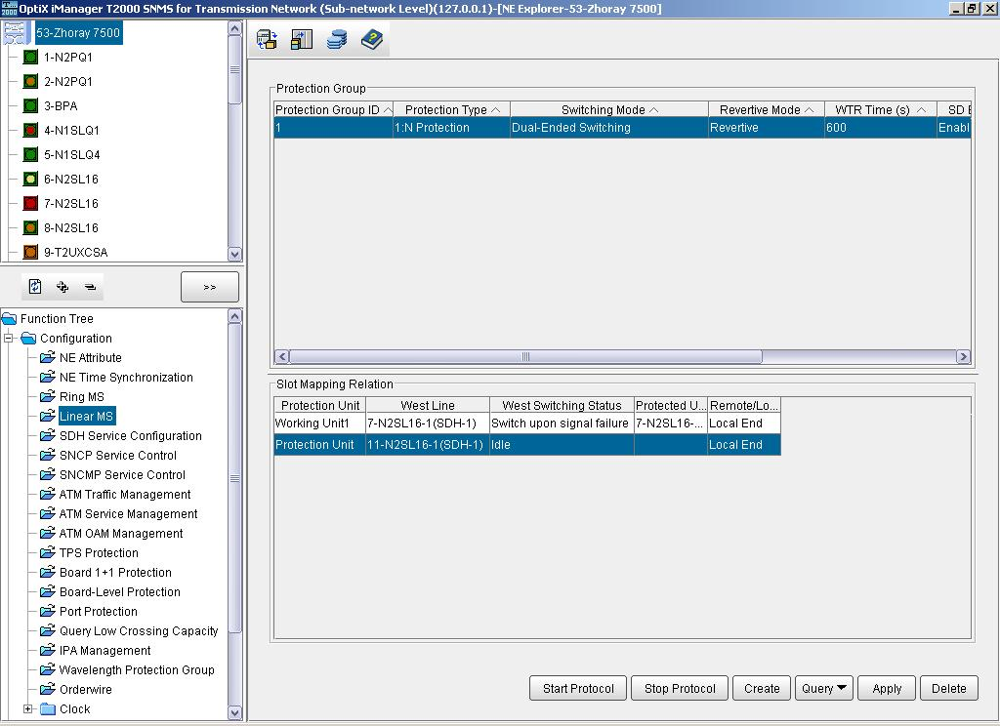 OptiX iManager T2000 SNMS for Transmission Network (Sub-network Level)(127.0.0.1)-[NE Explorer-53-Zhoray 7500]
53-Zhoray 7500
1-N2PQ1
2-N2PQ1
3-BPA
4-N1SLQ1
5-N1SLQ4
6-N2SL16
7-N2SL16
8-N2SL16
9-T2UXCSA
>>
Function Tree
Configuration
NE Attribute
NE Time Synchronization
Ring MS
Linear MS
SDH Service Configuration
SNCP Service Control
SNCMP Service Control
ATM Traffic Management
ATM Service Management
ATM OAM Management
TPS Protection
Board 1+1 Protection
Board-Level Protection
Port Protection
Query Low Crossing Capacity
IPA Management
Wavelength Protection Group
Orderwire
Clock
Protection Group
Protection Group ID Protection Type Switching Mode Revertive Mode WTR Time (s) SD E
1 1:N Protection Dual-Ended Switching Revertive 600 Enabl
Slot Mapping Relation
Protection Unit West Line West Switching Status Protected U... Remote/Lo...
Working Unit1 7-N2SL16-1(SDH-1) Switch upon signal failure 7-N2SL16-... Local End
Protection Unit 11-N2SL16-1(SDH-1) Idle Local End
Start Protocol Stop Protocol Create Query Apply Delete